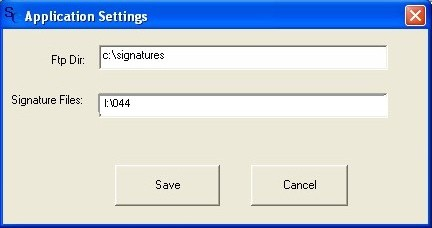 Application Settings
Ftp Dir: c:\signatures
Signature Files: I:\044
Save Cancel